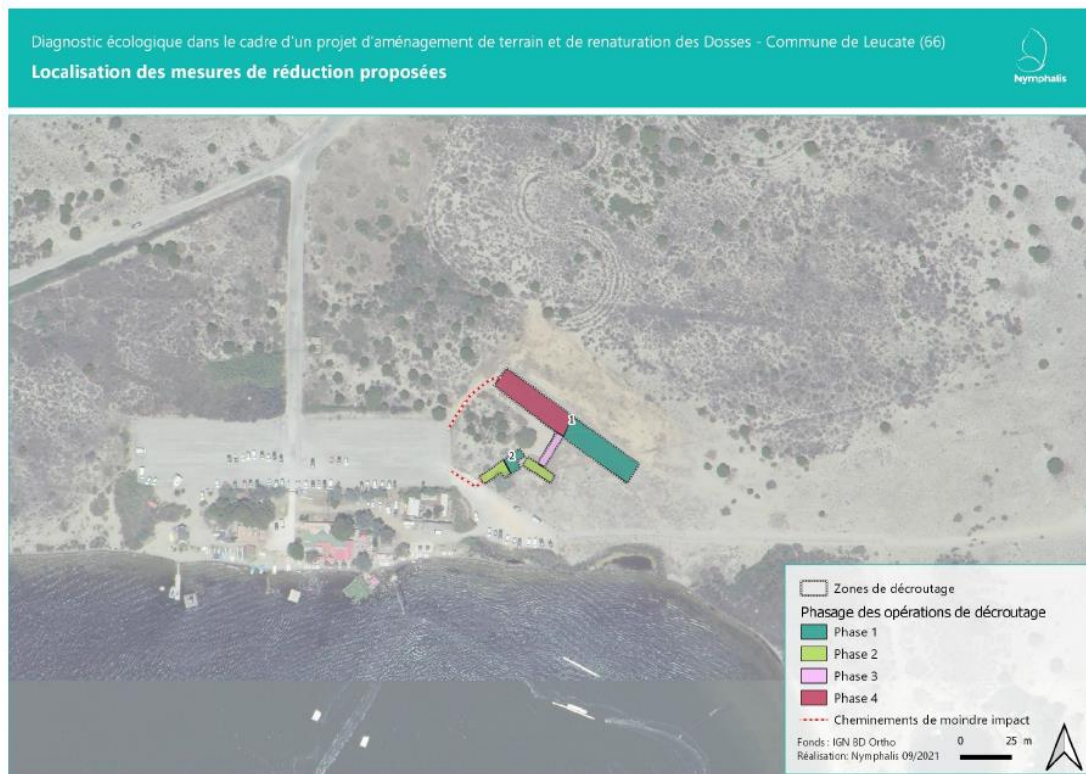 Diagnostic écologique dans le cadre d'un projet d'aménagement de terrain et de renaturation des Dosses - Commune de Leucate (66)
Localisation des mesures de réduction proposées
Nymphalis
1
2
Zones de décroutage
Phasage des opérations de décroutage
Phase 1
Phase 2
Phase 3
Phase 4
Cheminements de moindre impact
Fonds : IGN BD Ortho
Réalisation: Nymphalis 09/2021
0 25 m